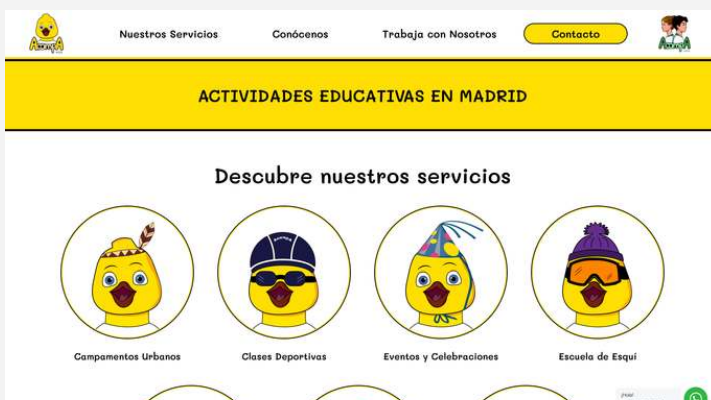 Nuestros Servicios
Conócenos
Trabaja con Nosotros
Contacto
ACTIVIDADES EDUCATIVAS EN MADRID
Descubre nuestros servicios
Campamentos Urbanos
Clases Deportivas
Eventos y Celebraciones
Escuela de Esquí